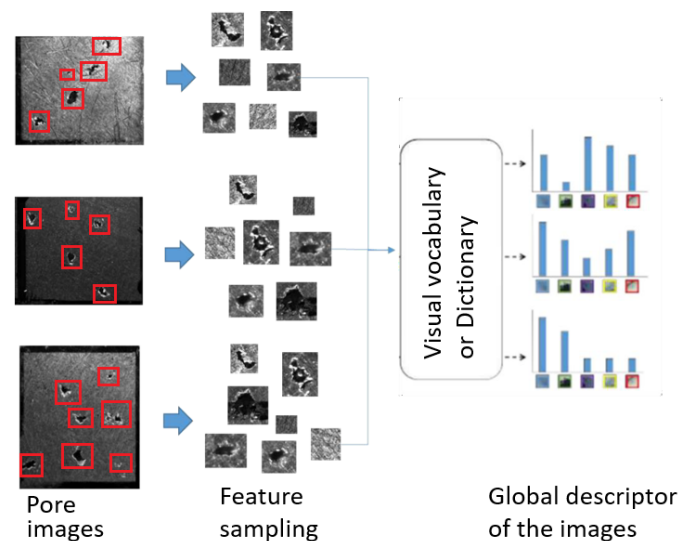 Visual vocabulary
or Dictionary
Pore
images
Feature
sampling
Global descriptor
of the images